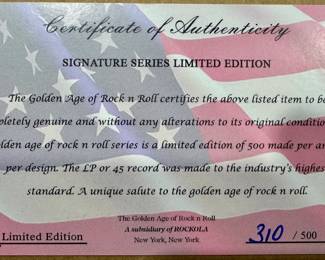 Certificate of Authenticity
SIGNATURE SERIES LIMITED EDITION
The Golden Age of Rock n Roll certifies the above listed item to be
pletely genuine and without any alterations to its original condition
olden age of rock n roll series is a limited edition of 500 made per ar
per design. The LP or 45 record was made to the industry's highes
standard. A unique salute to the golden age of rock n roll.
The Golden Age of Rock n Roll
A subsidiary of ROCKOLA
New York, New York
Limited Edition
310 / 500